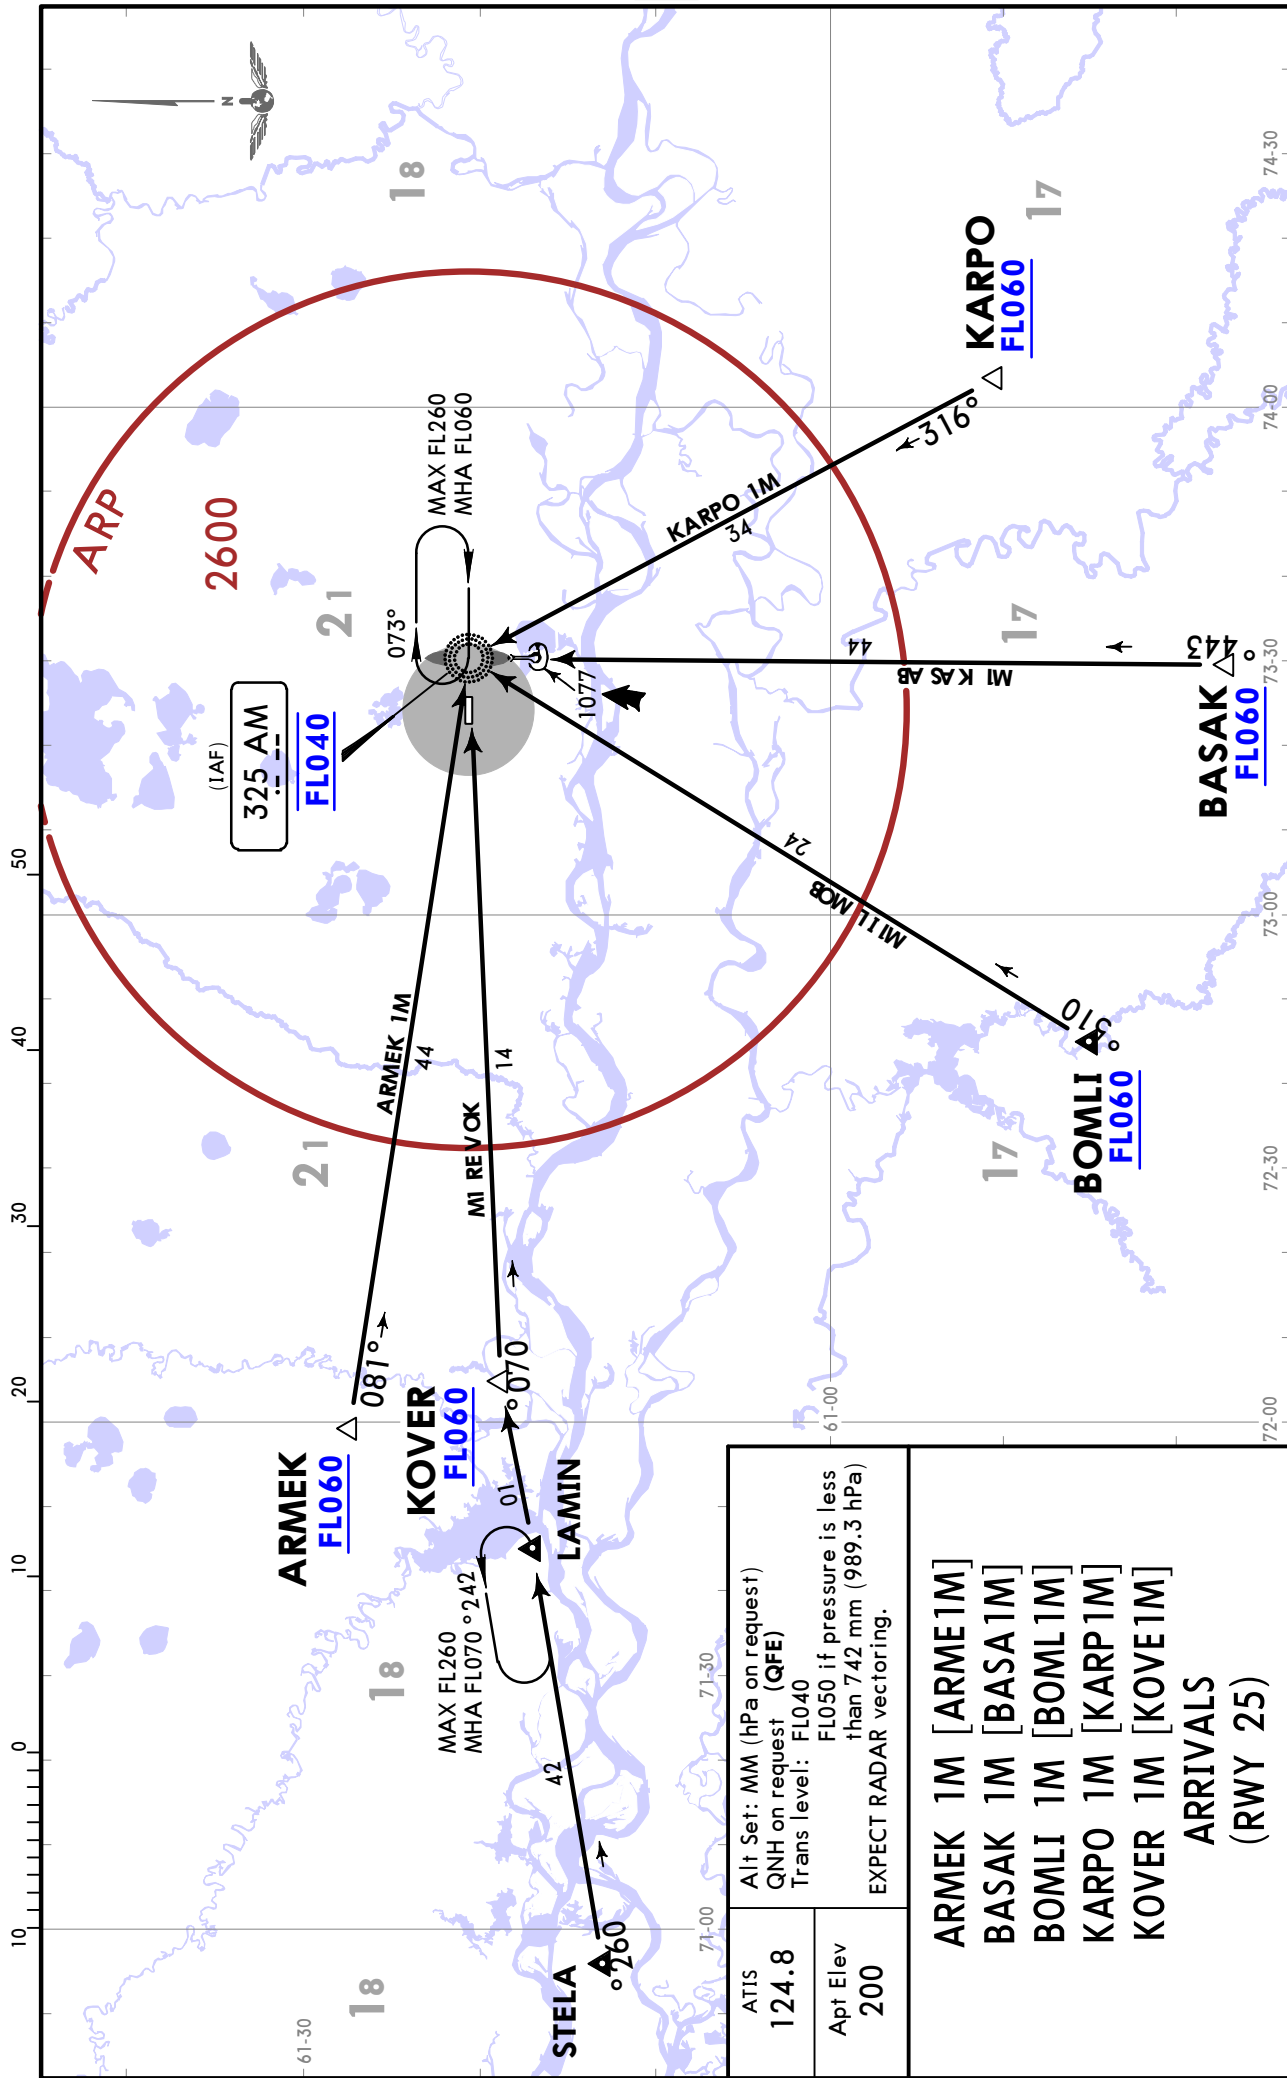 ARP
2600
18
N
21
(IAF)
325 AM
FL040
073°
MAX FL260
MHA FL060
1077
ARMEK
FL060
081°
ARMEK 1M
44
KOVER
FL060
°070
M1 REVOK
14
LAMIN
01
MAX FL260
MHA FL070
°242
STELA
°260
42
KARPO
FL060
316°
KARPO 1M
34
BASAK
FL060
443°
M1 KASAB
44
BOMLI
FL060
310°
M1 IL MOB
24
18
18
21
17
17
17
10
0
10
20
30
40
50
61-30
61-00
71-00
71-30
72-00
72-30
73-00
73-30
74-00
74-30
ATIS
124.8
Apt Elev
200
Alt Set: MM (hPa on request)
QNH on request (QFE)
Trans level: FL040
FL050 if pressure is less
than 742 mm (989.3 hPa)
EXPECT RADAR vectoring.
ARMEK 1M [ARME1M]
BASAK 1M [BASA1M]
BOMLI 1M [BOML1M]
KARPO 1M [KARP1M]
KOVER 1M [KOVE1M]
ARRIVALS
(RWY 25)